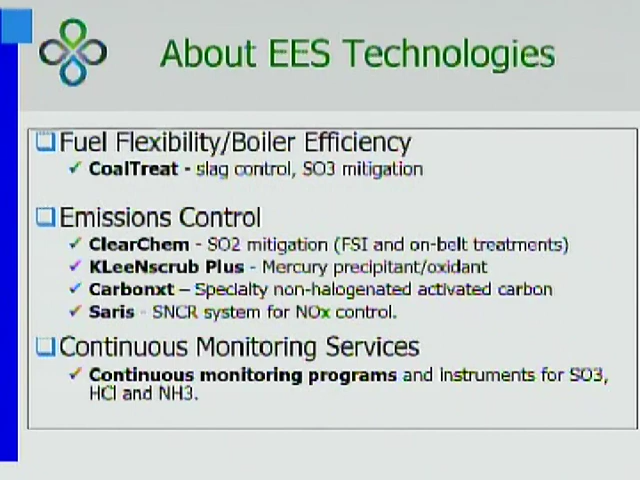 About EES Technologies
Fuel Flexibility/Boiler Efficiency
CoalTreat - slag control, SO3 mitigation
Emissions Control
ClearChem - SO2 mitigation (FSI and on-belt treatments)
KLeeNscrub Plus - Mercury precipitant/oxidant
Carbonxt – Specialty non-halogenated activated carbon
Saris - SNCR system for NOx control.
Continuous Monitoring Services
Continuous monitoring programs and instruments for SO3,
HCl and NH3.